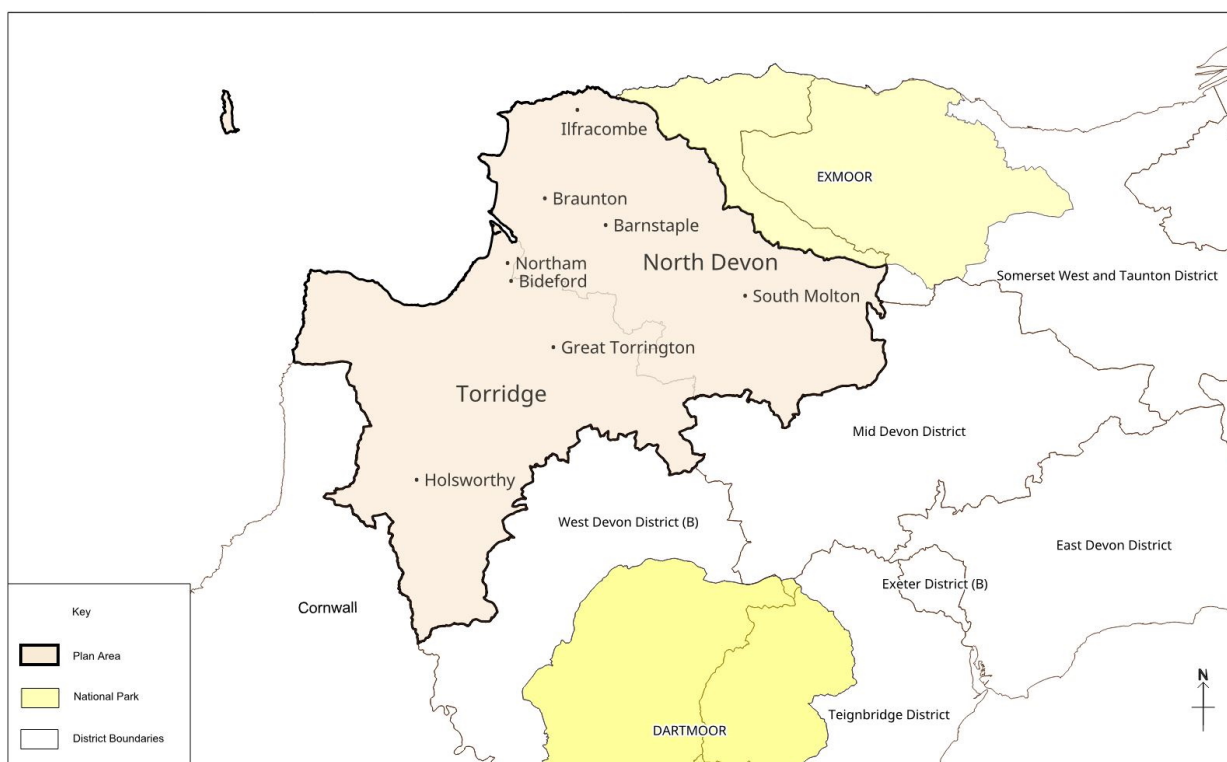 Ilfracombe
EXMOOR
Braunton
Barnstaple
North Devon
Northam
Somerset West and Taunton District
Bideford
South Molton
Great Torrington
Torridge
Mid Devon District
Holsworthy
West Devon District (B)
East Devon District
Exeter District (B)
Cornwall
Key
Plan Area
National Park
N
Teignbridge District
DARTMOOR
District Boundaries